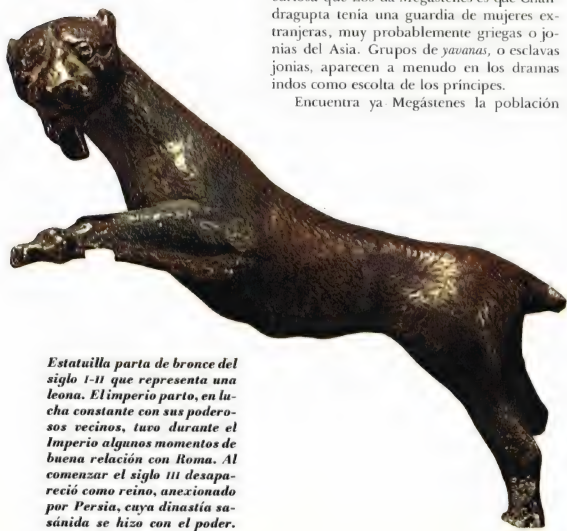 dragupta tenía una guardia de mujeres ex-
tranjeras, muy probablemente griegas o jo-
nias del Asia. Grupos de yavanas, o esclavas
jonias, aparecen a menudo en los dramas
indos como escolta de los príncipes.
Encuentra ya Megástenes la población
Estatuilla parta de bronce del
siglo I-II que representa una
leona. El imperio parto, en lu-
cha constante con sus podero-
sos vecinos, tuvo durante el
Imperio algunos momentos de
buena relación con Roma. Al
comenzar el siglo III desapa-
reció como reino, anexionado
por Persia, cuya dinastía sa-
sánida se hizo con el poder.